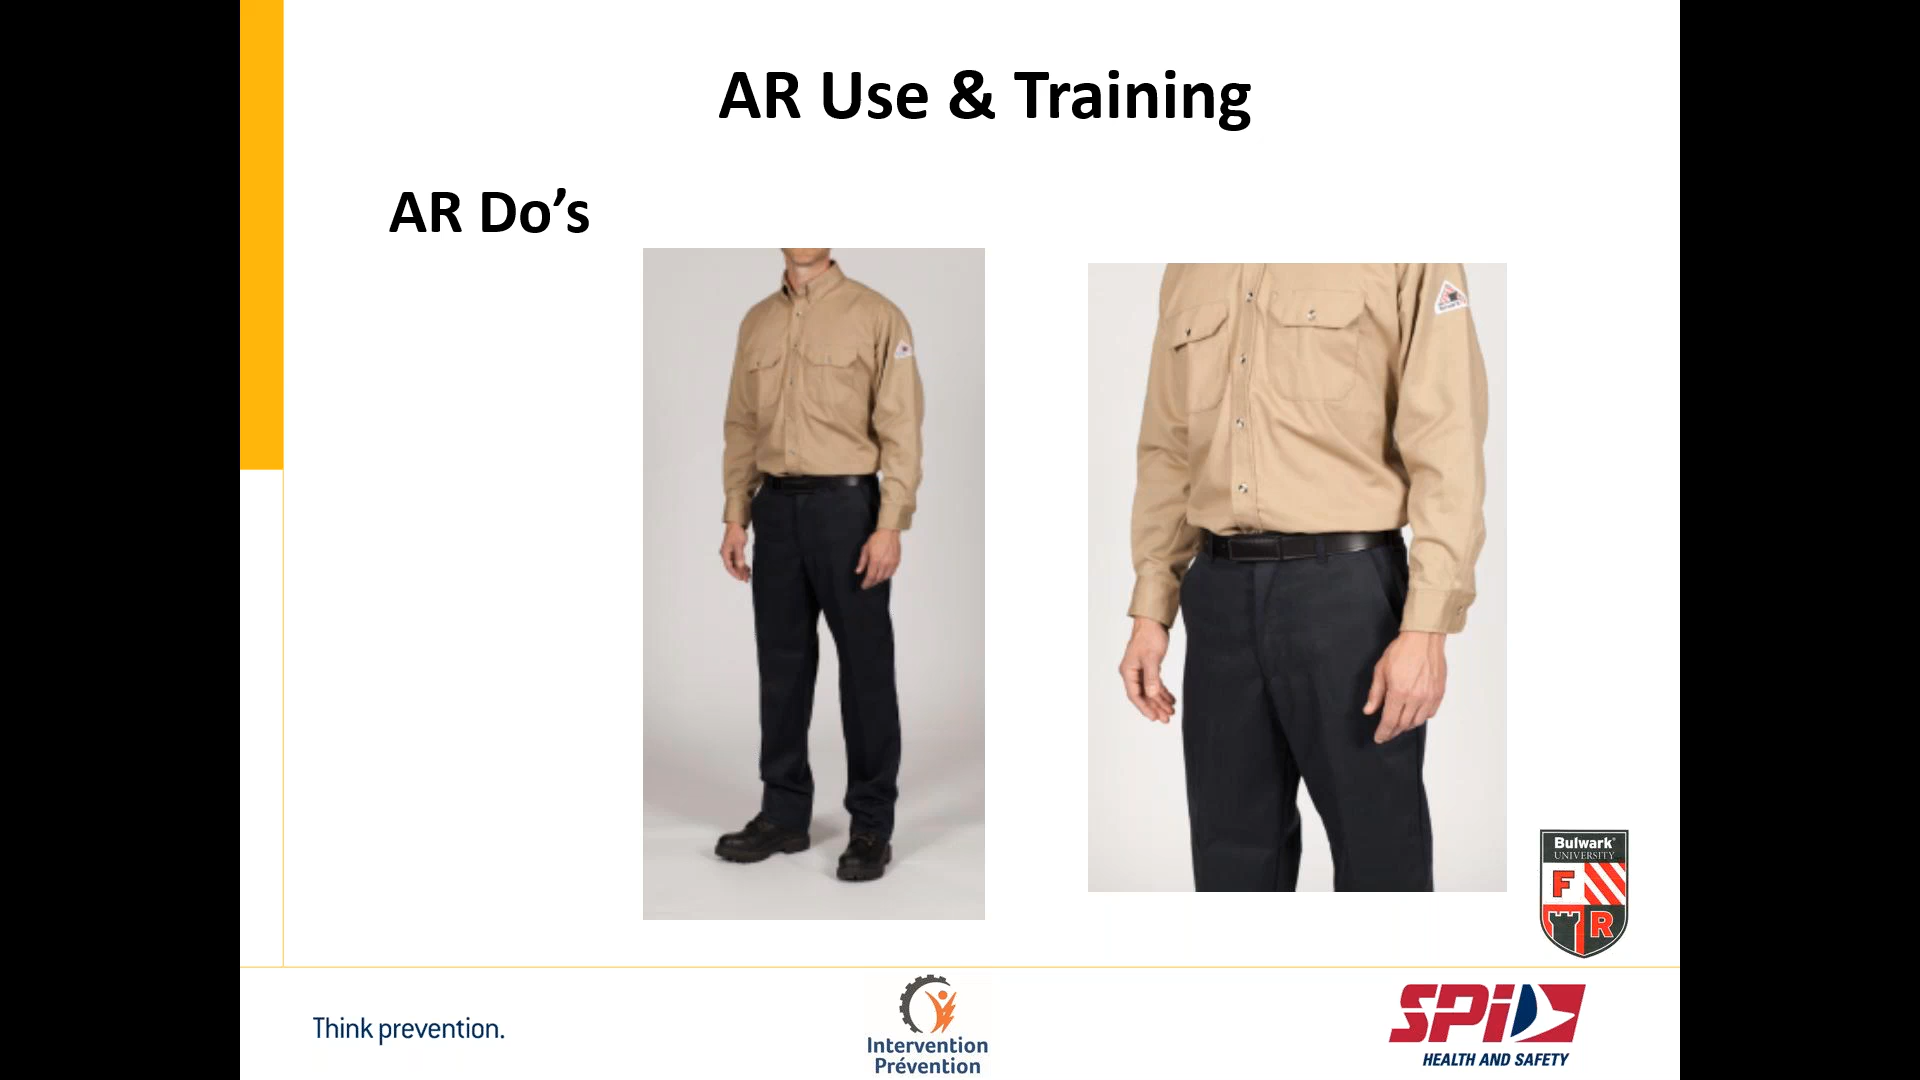 AR Use & Training
AR Do’s
Bulwark®
UNIVERSITY
F
R
Think prevention.
Intervention
Prévention
SPi
HEALTH AND SAFETY